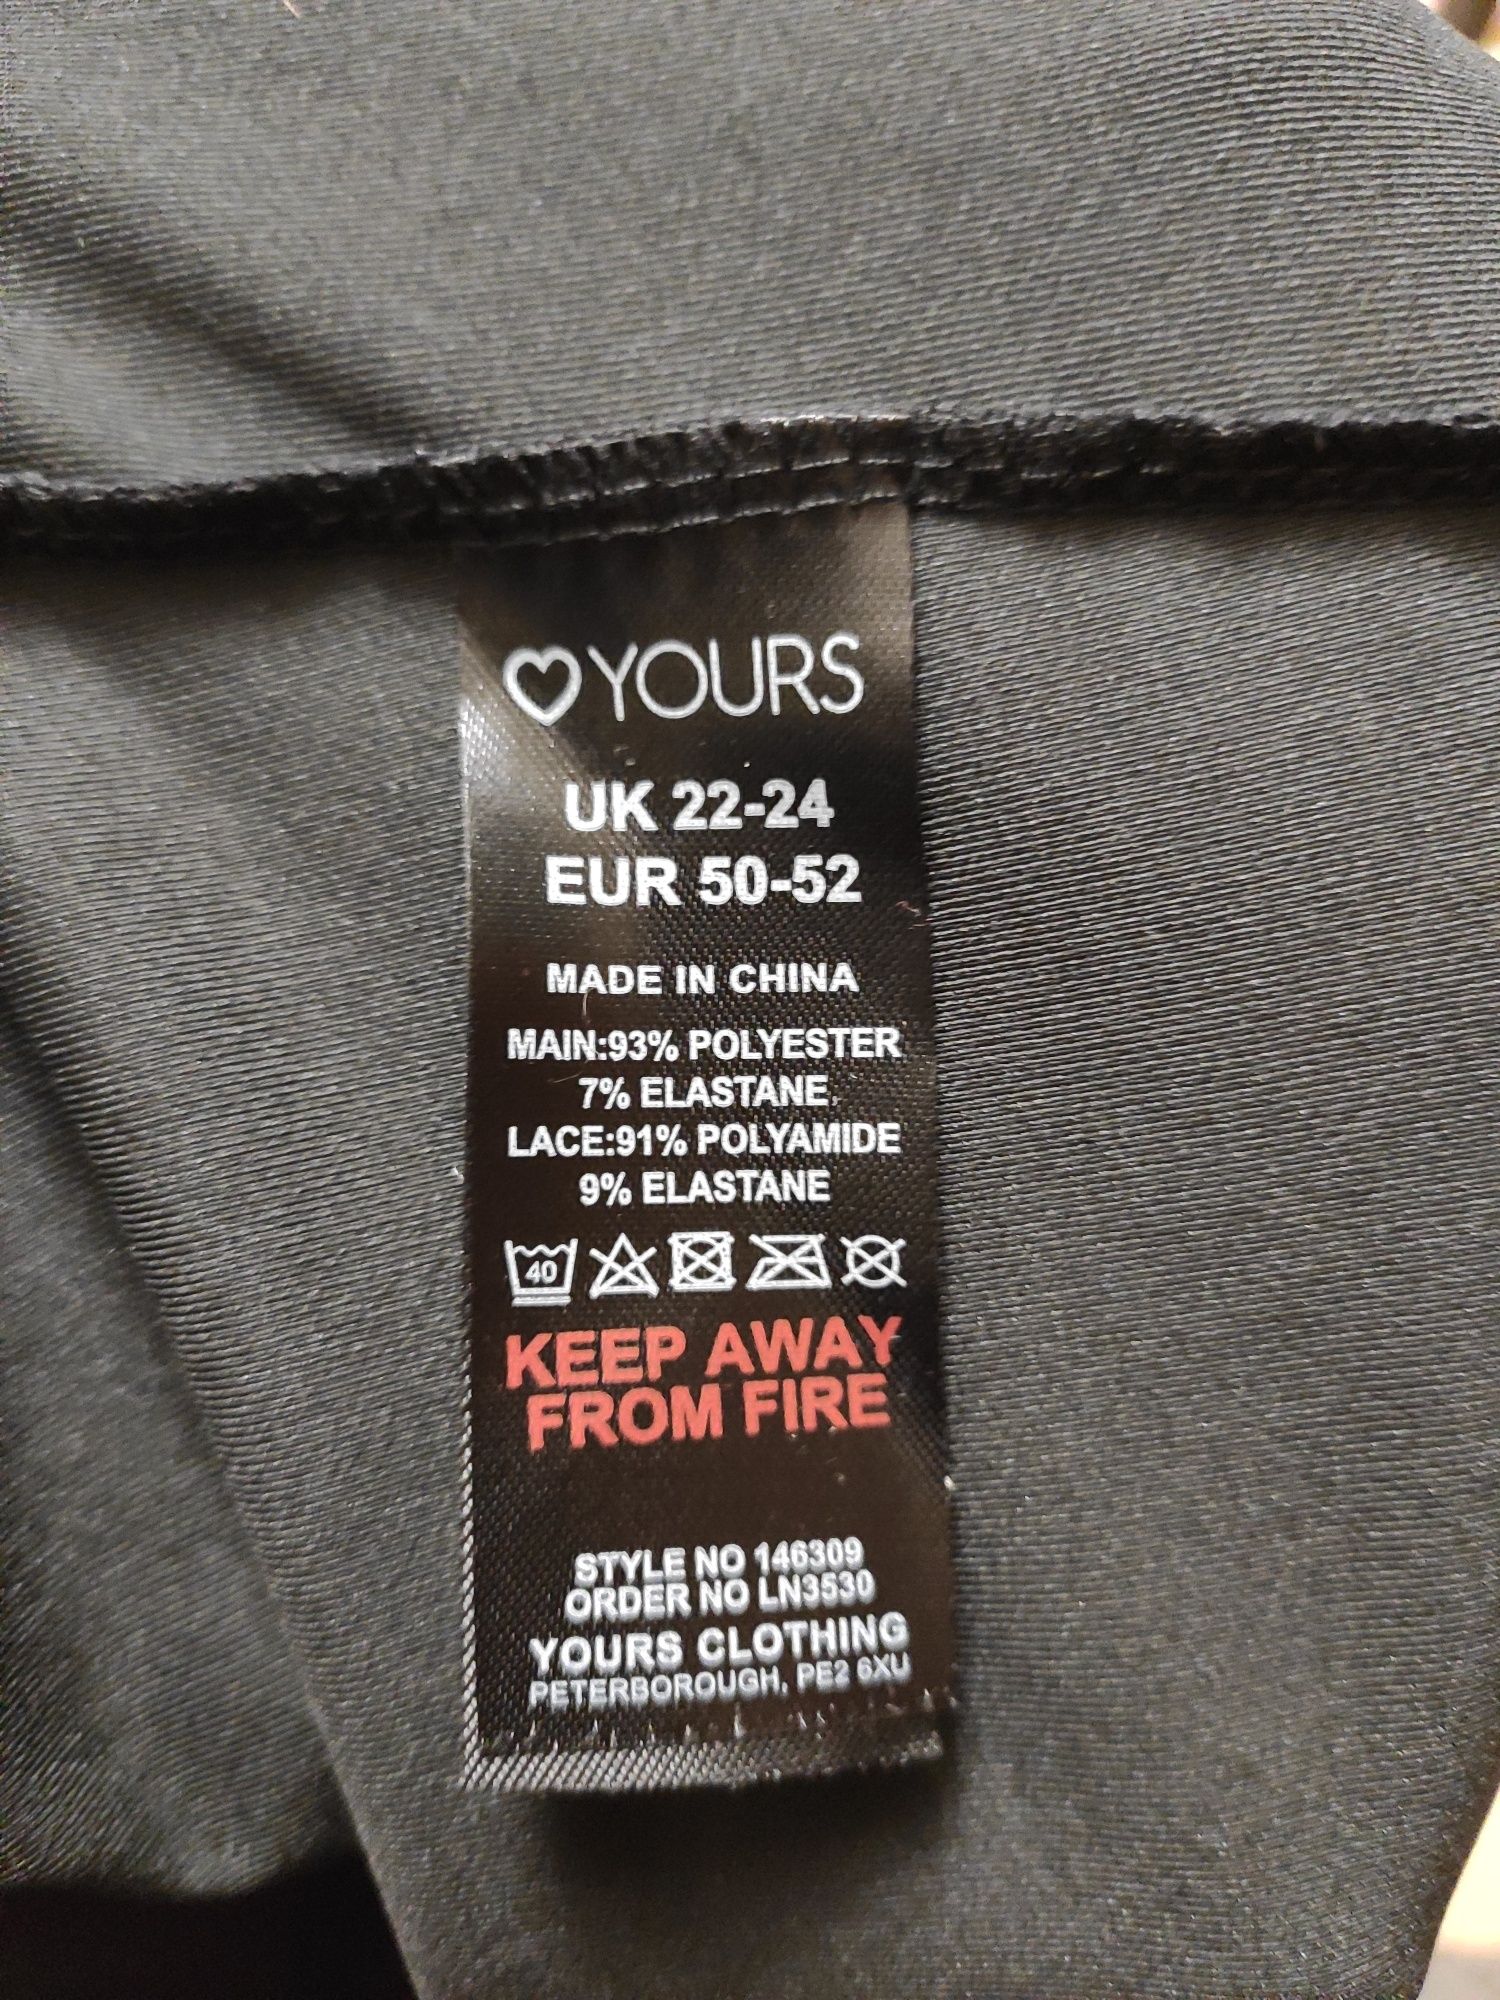 YOURS
UK 22-24
EUR 50-52
MADE IN CHINA
MAIN:93% POLYESTER
7% ELASTANE
LACE:91% POLYAMIDE
9% ELASTANE
40
KEEP AWAY
FROM FIRE
STYLE NO 146309
ORDER NO LN3530
YOURS CLOTHING
PETERBOROUGH, PE2 6XU